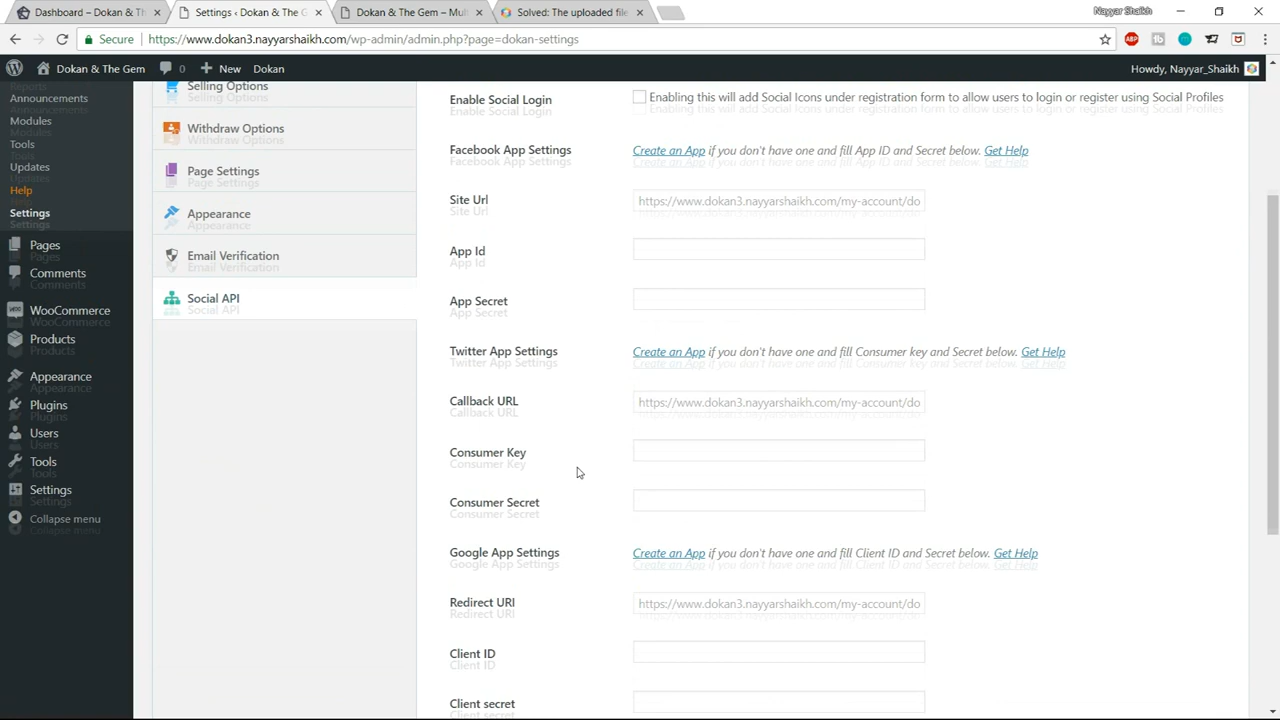 Dashboard – Dokan & Th
Settings ‹ Dokan & The G
Dokan & The Gem – Mult
Solved: The uploaded file
Nayyar Shaikh
Secure
https://www.dokan3.nayyarshaikh.com/wp-admin/admin.php?page=dokan-settings
ABP
Dokan & The Gem
0
New
Dokan
Howdy, Nayyar_Shaikh
Reports
Announcements
Modules
Tools
Updates
Help
Settings
Pages
Comments
WooCommerce
Products
Appearance
Plugins
Users
Tools
Settings
Collapse menu
Selling Options
Withdraw Options
Page Settings
Appearance
Email Verification
Social API
Enable Social Login
Enabling this will add Social Icons under registration form to allow users to login or register using Social Profiles
Facebook App Settings
Create an App if you don't have one and fill App ID and Secret below. Get Help
Site Url
https://www.dokan3.nayyarshaikh.com/my-account/do
App Id
App Secret
Twitter App Settings
Create an App if you don't have one and fill Consumer key and Secret below. Get Help
Callback URL
https://www.dokan3.nayyarshaikh.com/my-account/do
Consumer Key
Consumer Secret
Google App Settings
Create an App if you don't have one and fill Client ID and Secret below. Get Help
Redirect URI
https://www.dokan3.nayyarshaikh.com/my-account/do
Client ID
Client secret